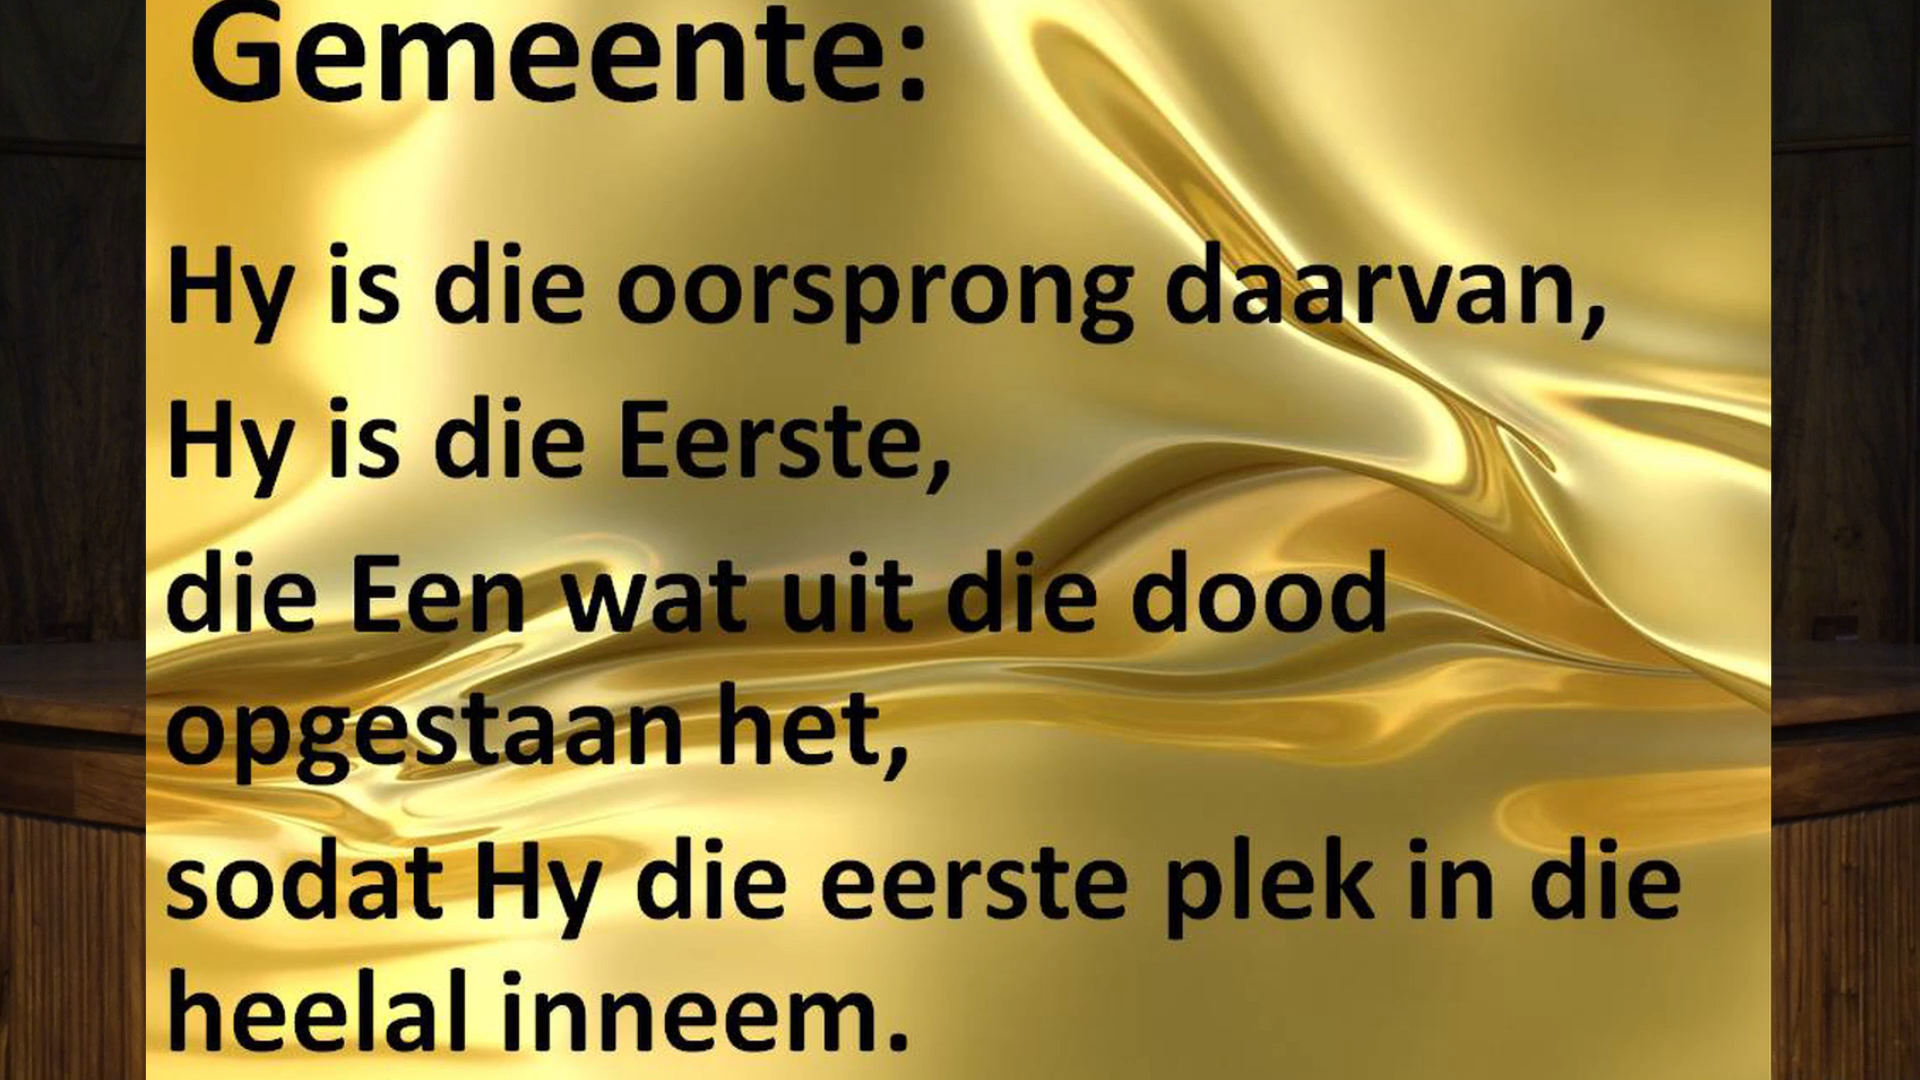 Gemeente:
Hy is die oorsprong daarvan,
Hy is die Eerste,
die Een wat uit die dood
opgestaan het,
sodat Hy die eerste plek in die
heelal inneem.